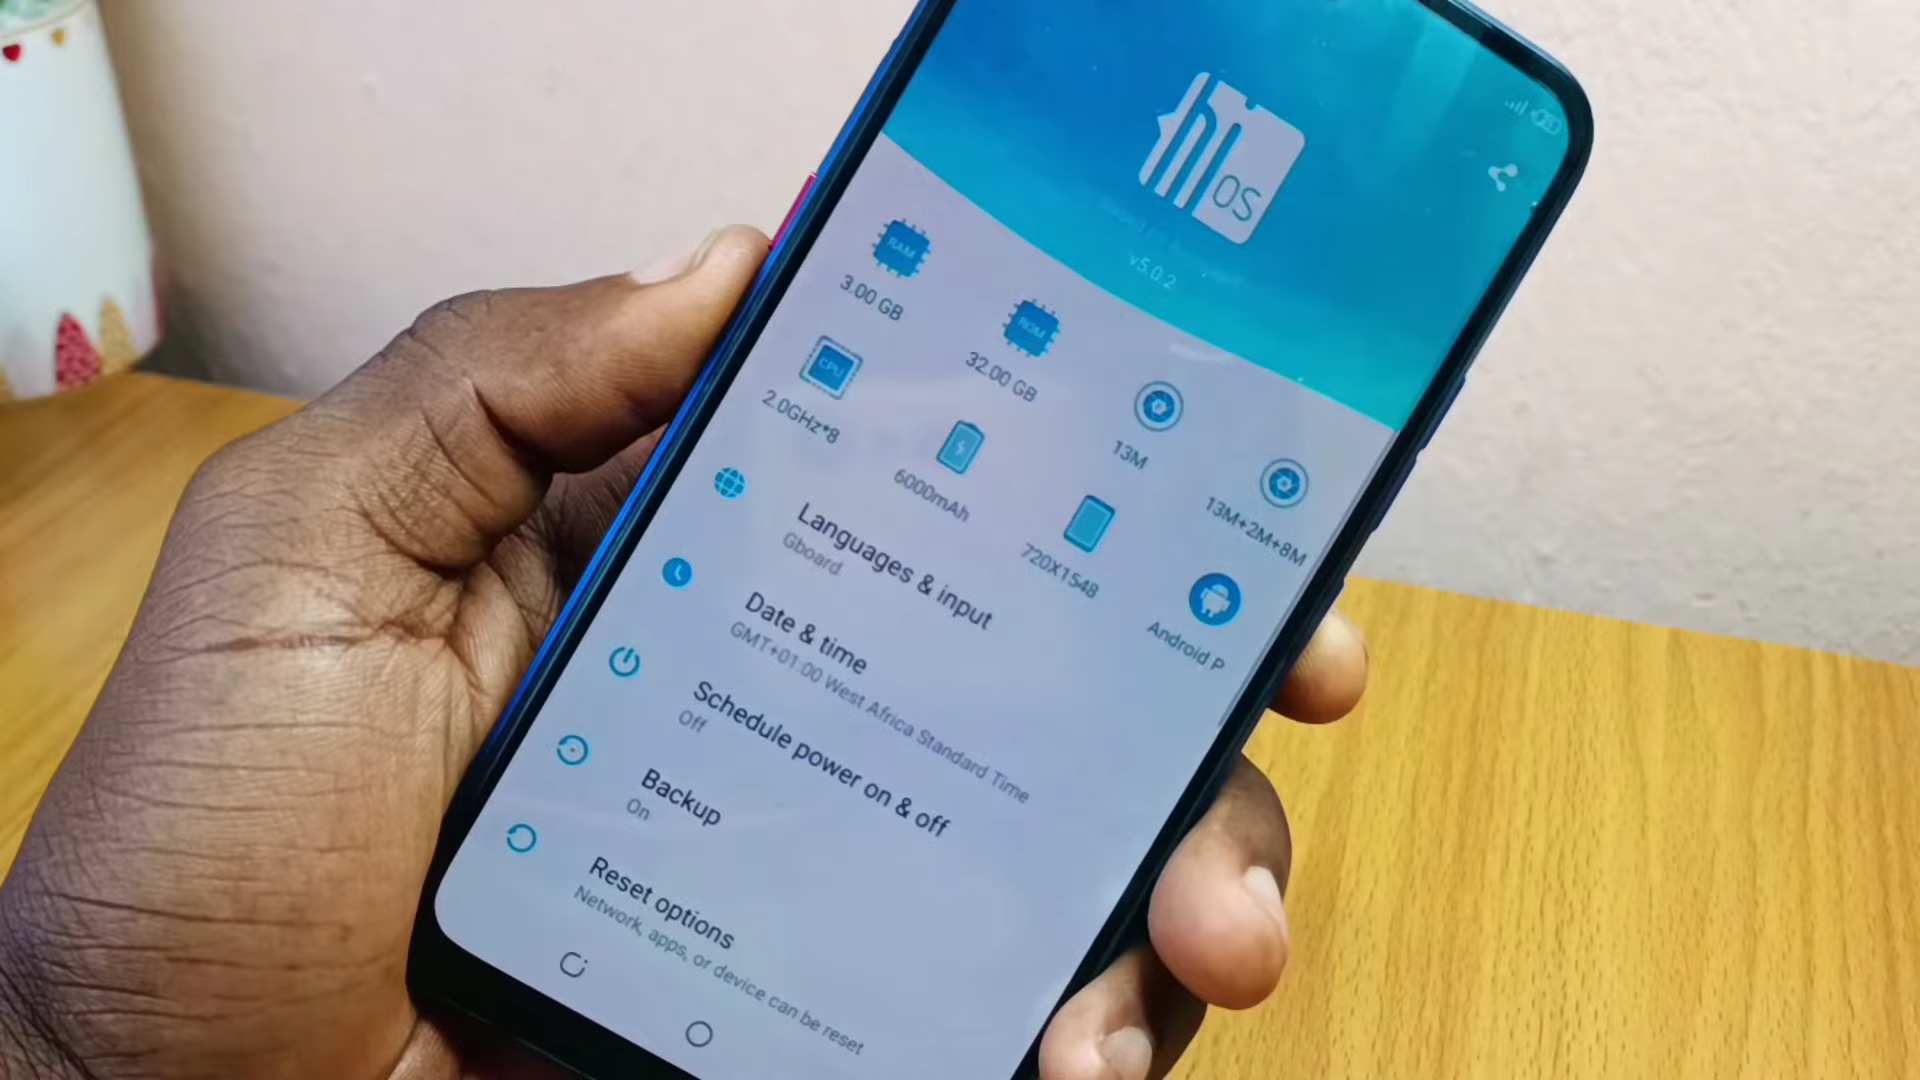 hi
OS
v5.0.2
RAM
3.00 GB
ROM
32.00 GB
13M
13M+2M+8M
CPU
2.0GHz*8
6000mAh
720X1548
Android P
Languages & input
Gboard
Date & time
GMT+01:00 West Africa Standard Time
Schedule power on & off
Off
Backup
On
Reset options
Network, apps, or device can be reset